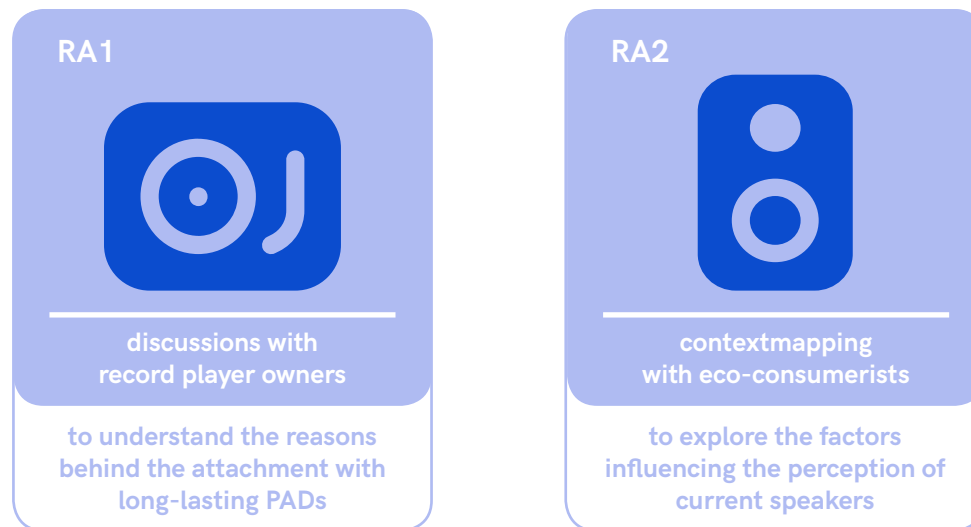 RA1
discussions with
record player owners
to understand the reasons
behind the attachment with
long-lasting PADs
RA2
contextmapping
with eco-consumerists
to explore the factors
influencing the perception of
current speakers